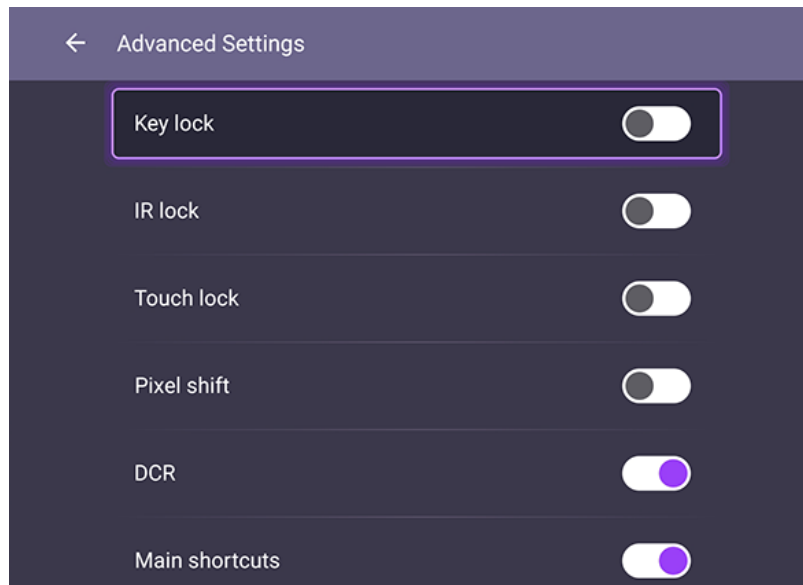 Advanced Settings
Key lock
IR lock
Touch lock
Pixel shift
DCR
Main shortcuts